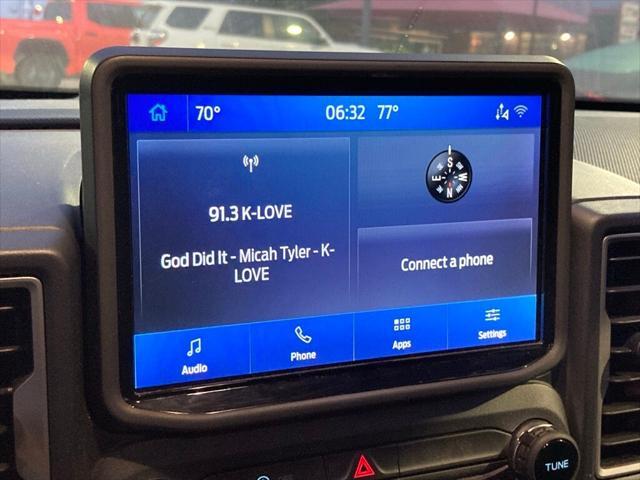 70° 06:32 77°
91.3 K-LOVE
God Did It - Micah Tyler - K-
LOVE
S
E W
N
Connect a phone
Audio Phone Apps Settings
TUNE